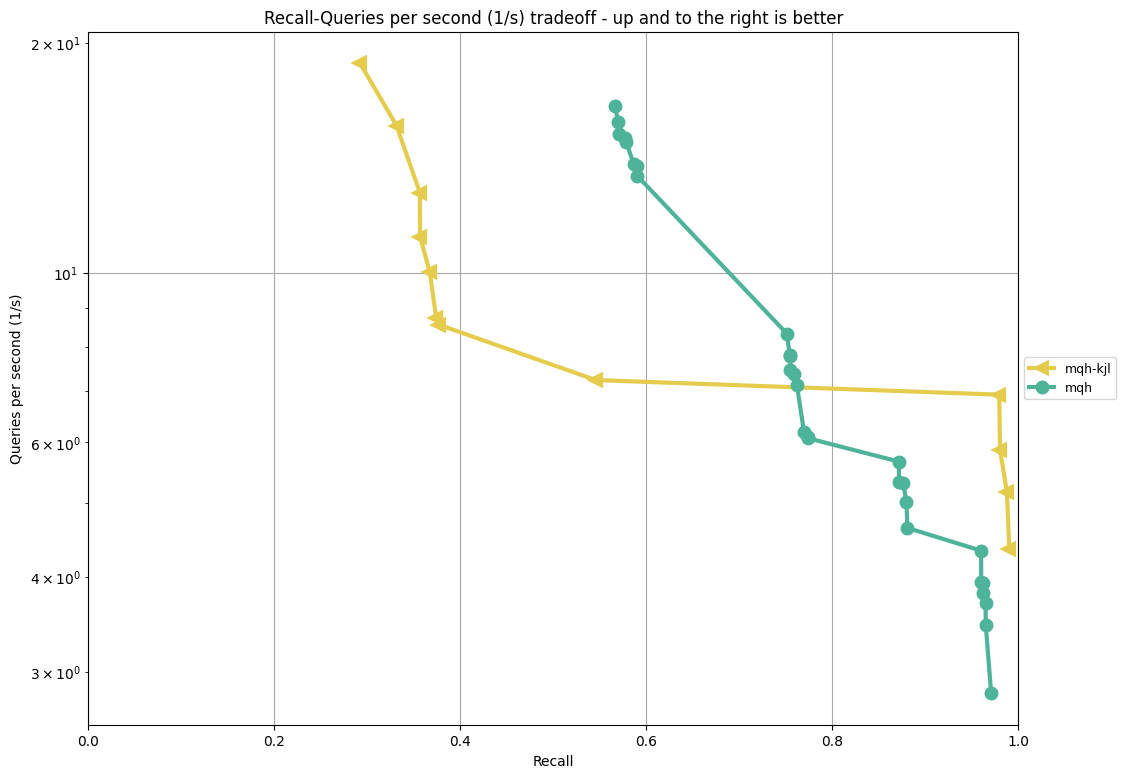 Recall-Queries per second (1/s) tradeoff - up and to the right is better
2 × 10¹
10¹
6 × 10⁰
4 × 10⁰
3 × 10⁰
Queries per second (1/s)
0.0 0.2 0.4 0.6 0.8 1.0
Recall
mqh-kjl
mqh